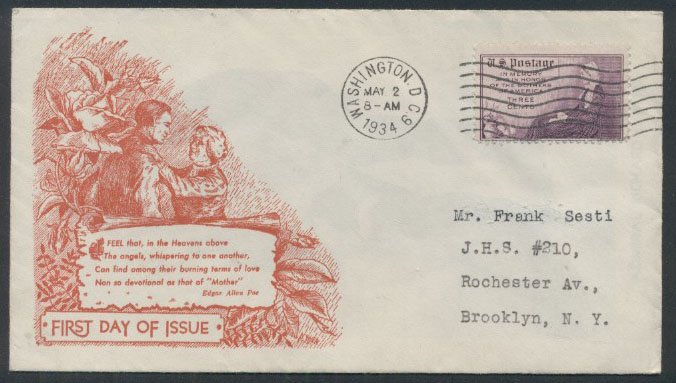 FEEL that, in the Heavens above
The angels, whispering to one another,
Can find among their burning terms of love
Non so devotional as that of "Mother"
Edgar Allen Poe
FIRST DAY OF ISSUE
WASHINGTON, D.C. 6
MAY 2
8-AM
1934
U.S. Postage
IN MEMORY
AND IN HONOR
OF THE MOTHERS
OF AMERICA
THREE
CENTS
Mr. Frank Sesti
J.H.S. #210,
Rochester Av.,
Brooklyn, N. Y.